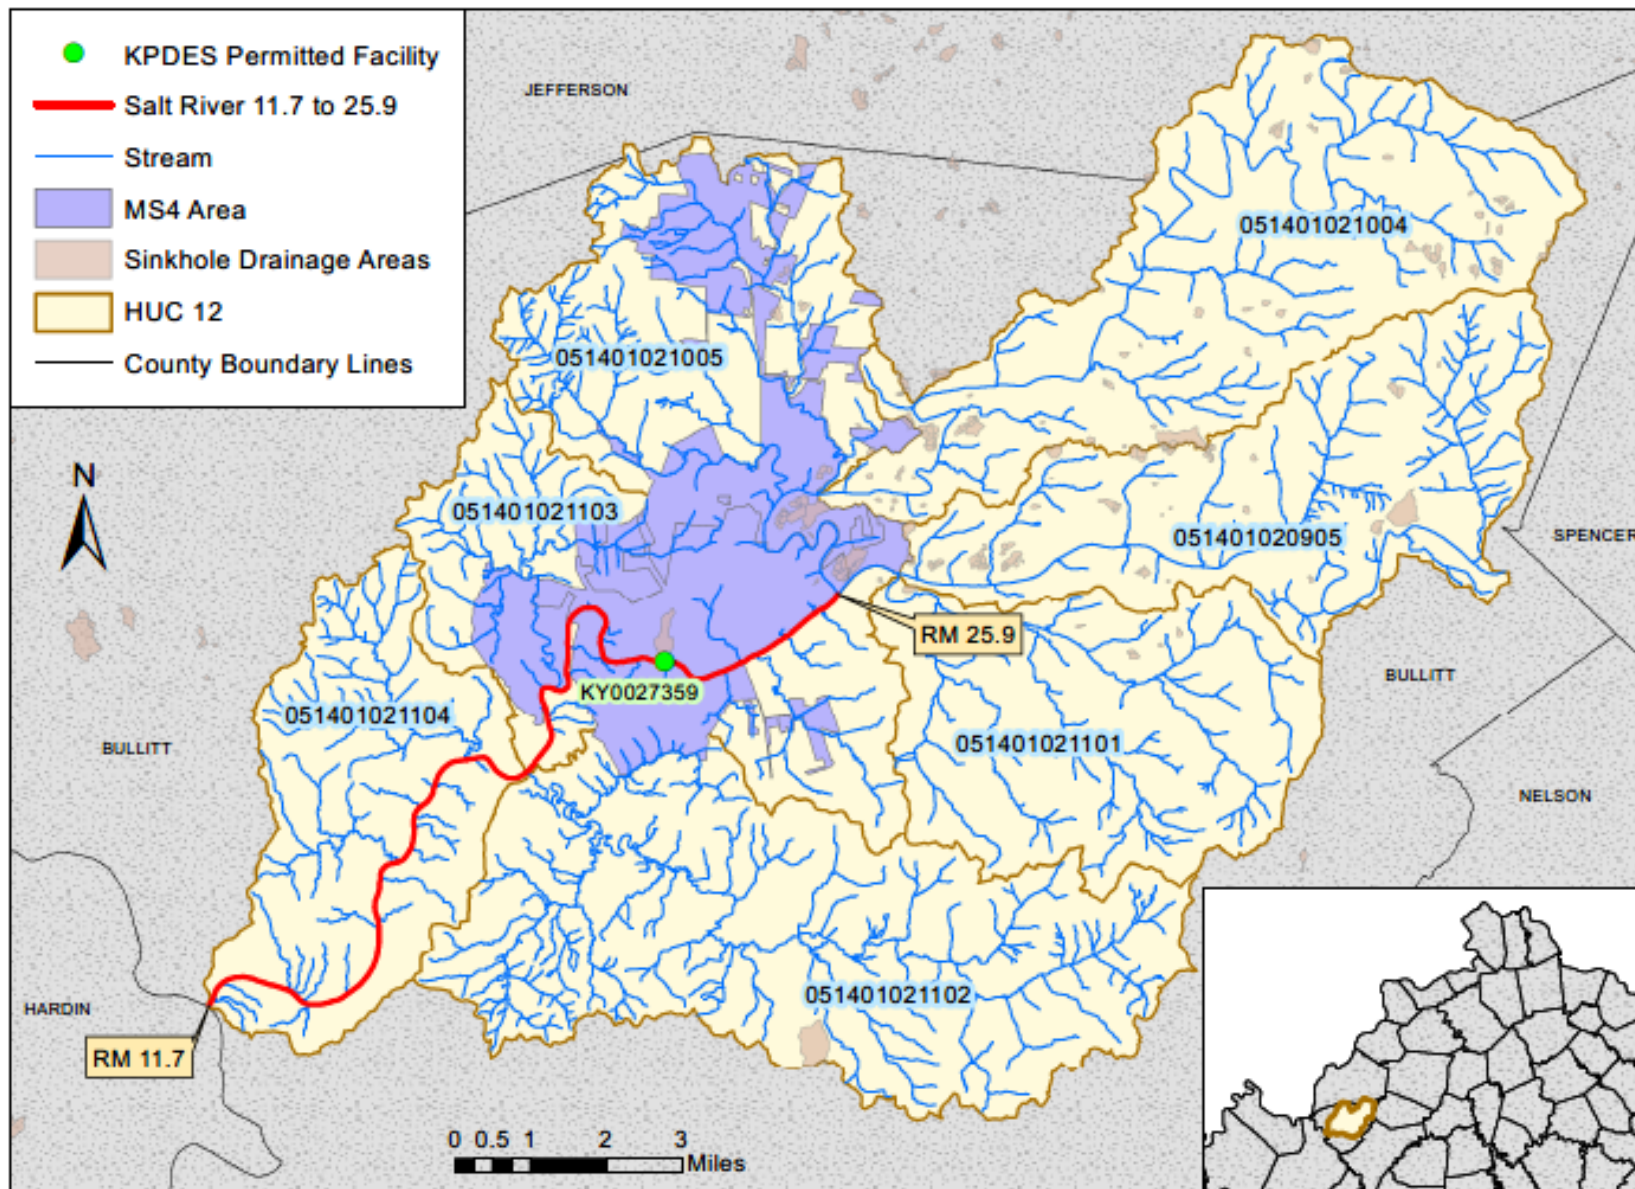 KPDES Permitted Facility
Salt River 11.7 to 25.9
Stream
MS4 Area
Sinkhole Drainage Areas
HUC 12
County Boundary Lines
JEFFERSON
051401021004
051401021005
N
051401021103
051401020905
SPENCER
RM 25.9
KY0027359
BULLITT
051401021104
BULLITT
051401021101
NELSON
051401021102
HARDIN
RM 11.7
0 0.5 1 2 3
Miles